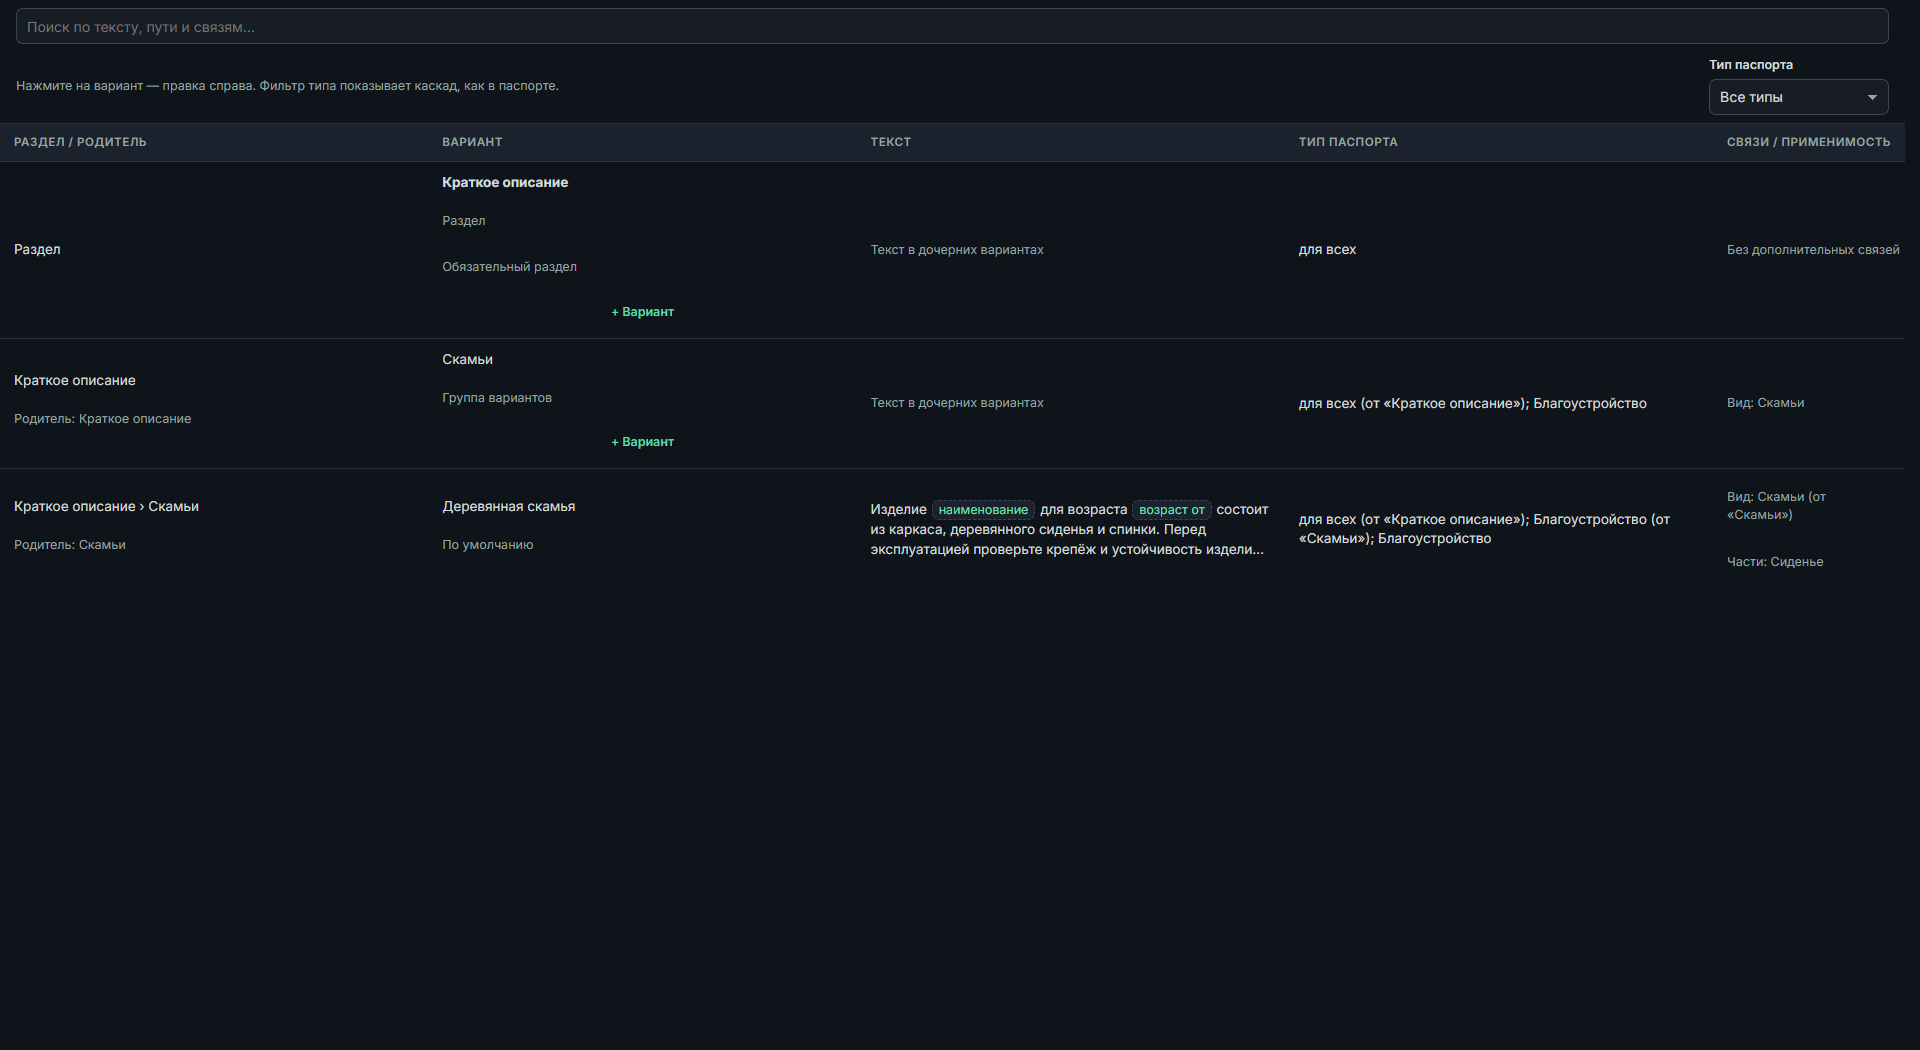 Поиск по тексту, пути и связям...
Тип паспорта
Нажмите на вариант — правка справа. Фильтр типа показывает каскад, как в паспорте.
Все типы
РАЗДЕЛ / РОДИТЕЛЬ
ВАРИАНТ
ТЕКСТ
ТИП ПАСПОРТА
СВЯЗИ / ПРИМЕНИМОСТЬ
Раздел
Краткое описание
Раздел
Обязательный раздел
+ Вариант
Текст в дочерних вариантах
для всех
Без дополнительных связей
Краткое описание
Родитель: Краткое описание
Скамьи
Группа вариантов
+ Вариант
Текст в дочерних вариантах
для всех (от «Краткое описание»); Благоустройство
Вид: Скамьи
Краткое описание › Скамьи
Родитель: Скамьи
Деревянная скамья
По умолчанию
Изделие наименование для возраста возраст от состоит
из каркаса, деревянного сиденья и спинки. Перед
эксплуатацией проверьте крепёж и устойчивость издели...
для всех (от «Краткое описание»); Благоустройство (от
«Скамьи»); Благоустройство
Вид: Скамьи (от
«Скамьи»)
Части: Сиденье